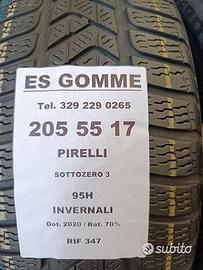 ES GOMME
Tel. 329 229 0265
205 55 17
PIRELLI
SOTTOZERO 3
95H
INVERNALI
Dot. 2020 / Bat. 70%
RIF 347
subito